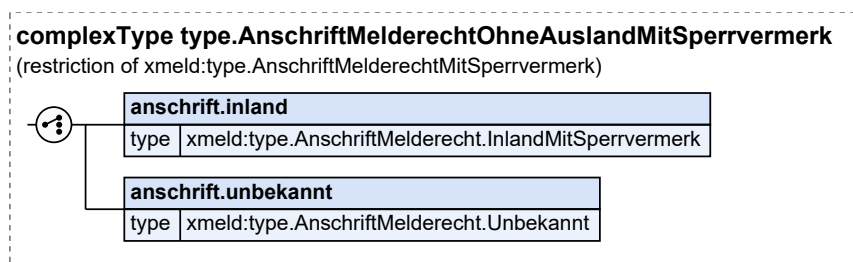 complexType type.AnschriftMelderechtOhneAuslandMitSperrvermerk
(restriction of xmeld:type.AnschriftMelderechtMitSperrvermerk)
anschrift.inland
type xmeld:type.AnschriftMelderecht.InlandMitSperrvermerk
anschrift.unbekannt
type xmeld:type.AnschriftMelderecht.Unbekannt